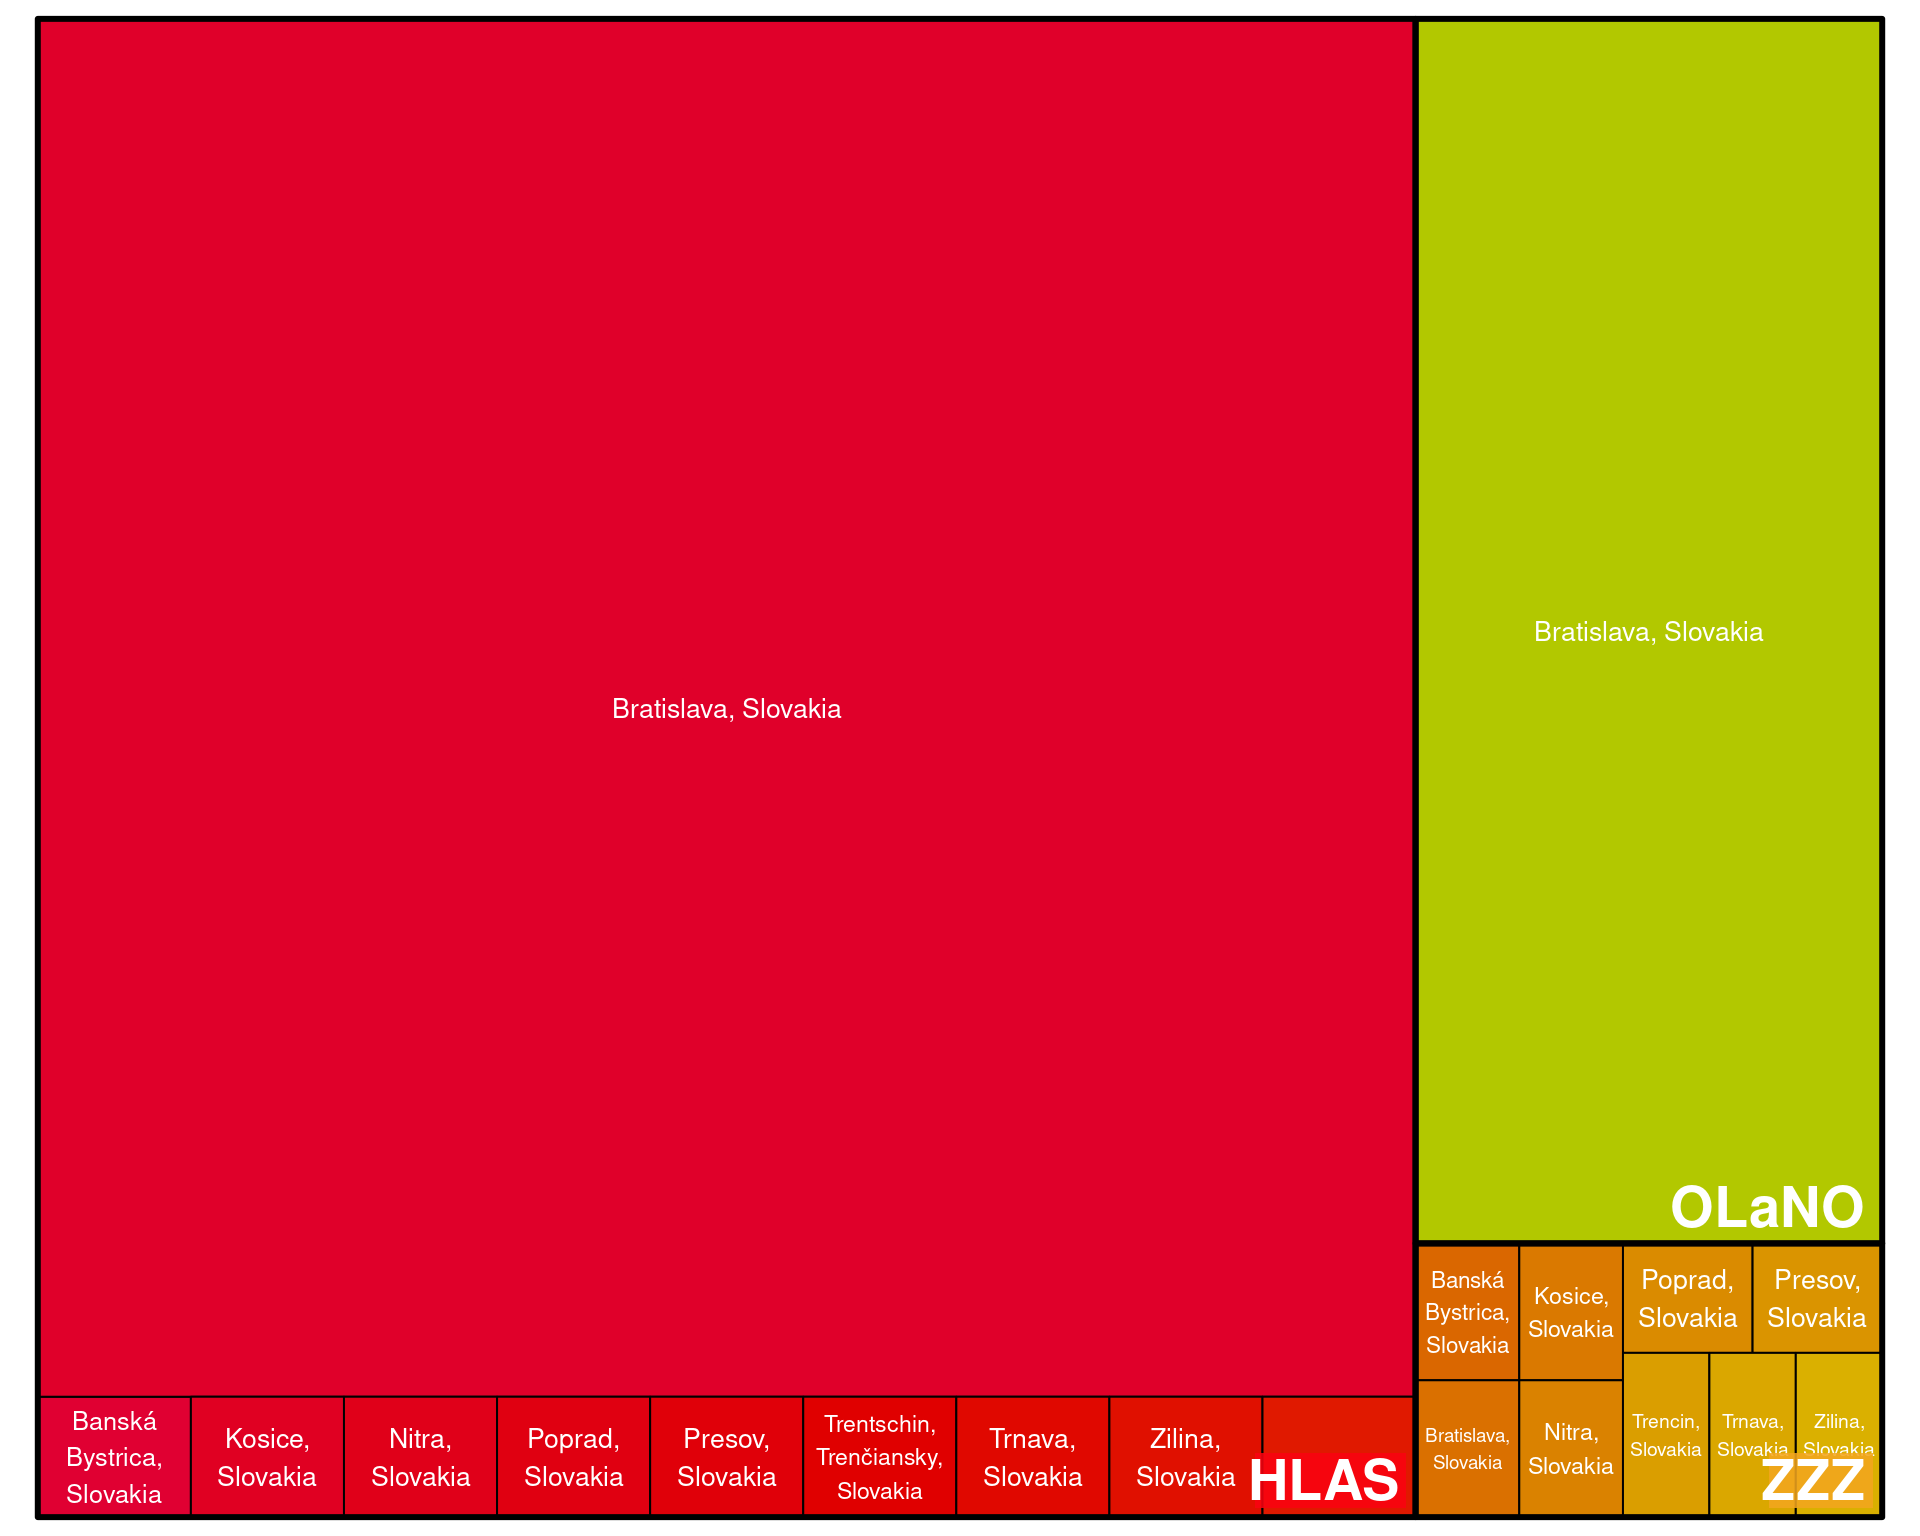 Bratislava, Slovakia
Banská
Bystrica,
Slovakia
Kosice,
Slovakia
Nitra,
Slovakia
Poprad,
Slovakia
Presov,
Slovakia
Trentschin,
Trenčiansky,
Slovakia
Trnava,
Slovakia
Zilina,
Slovakia
HLAS
Bratislava, Slovakia
OLaNO
Banská
Bystrica,
Slovakia
Kosice,
Slovakia
Poprad,
Slovakia
Presov,
Slovakia
Bratislava,
Slovakia
Nitra,
Slovakia
Trencin,
Slovakia
Trnava,
Slovakia
Zilina,
Slovakia
ZZZ